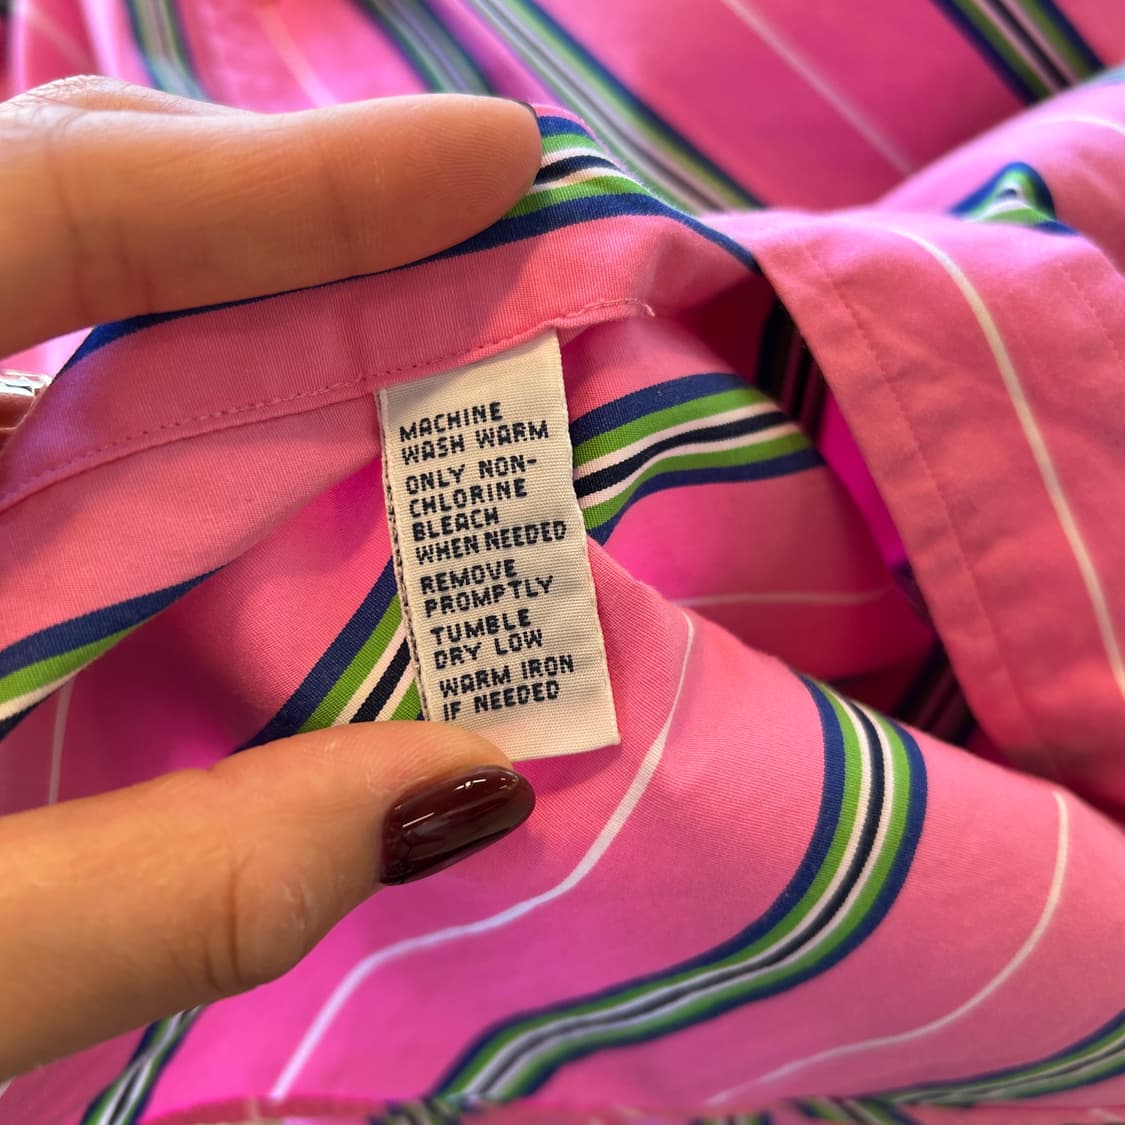 MACHINE
WASH WARM
ONLY NON-
CHLORINE
BLEACH
WHEN NEEDED
REMOVE
PROMPTLY
TUMBLE
DRY LOW
WARM IRON
IF NEEDED